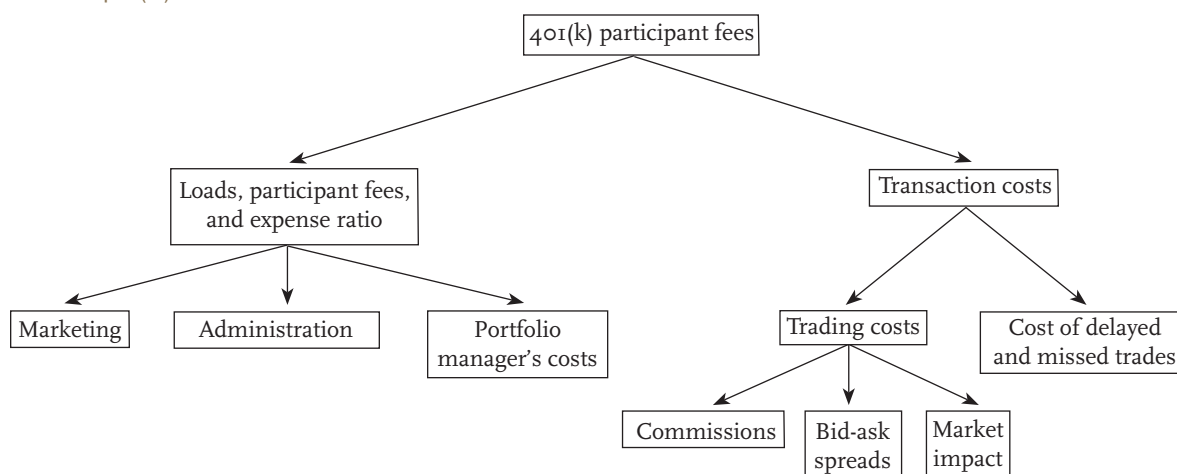 401(k) participant fees
Loads, participant fees,
and expense ratio
Transaction costs
Marketing
Administration
Portfolio
manager's costs
Trading costs
Cost of delayed
and missed trades
Commissions
Bid-ask
spreads
Market
impact